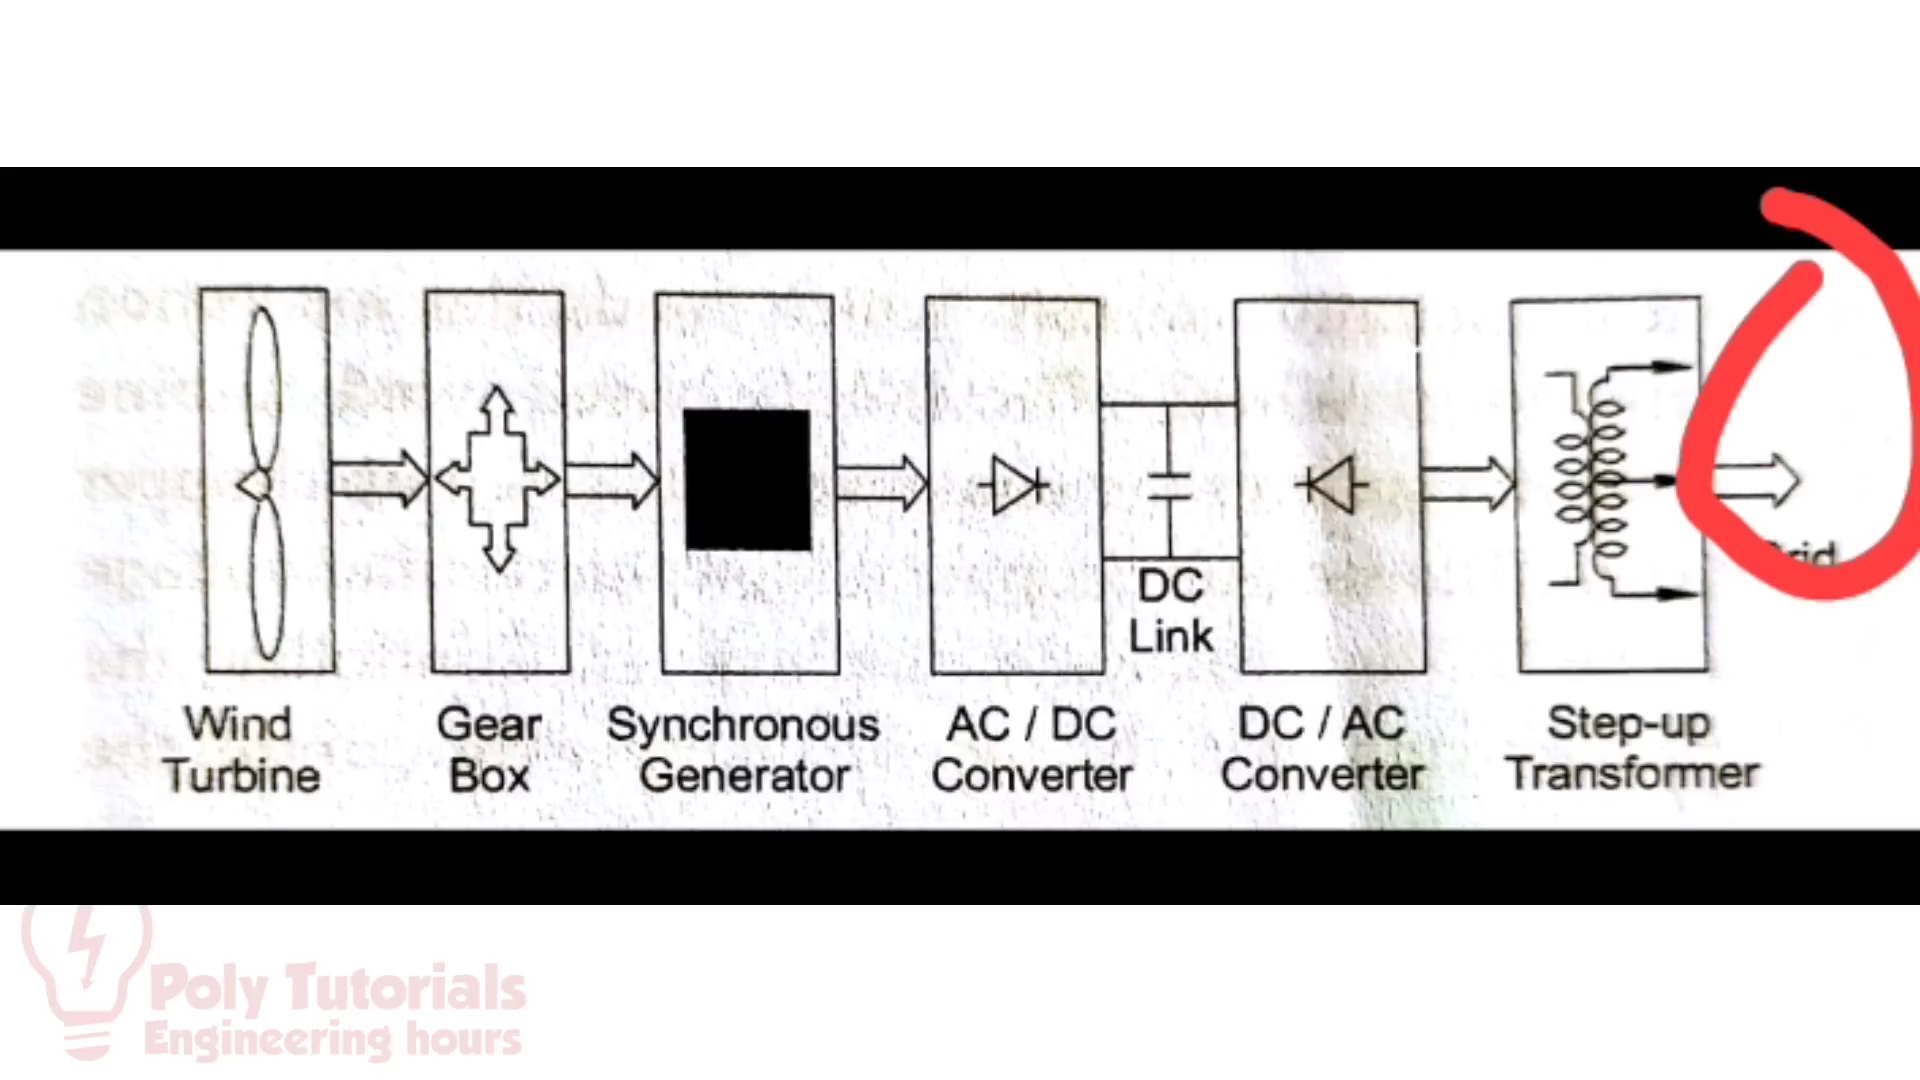 DC
Link
Wind
Turbine
Gear
Box
Synchronous
Generator
AC / DC
Converter
DC / AC
Converter
Step-up
Transformer
Poly Tutorials
Engineering hours